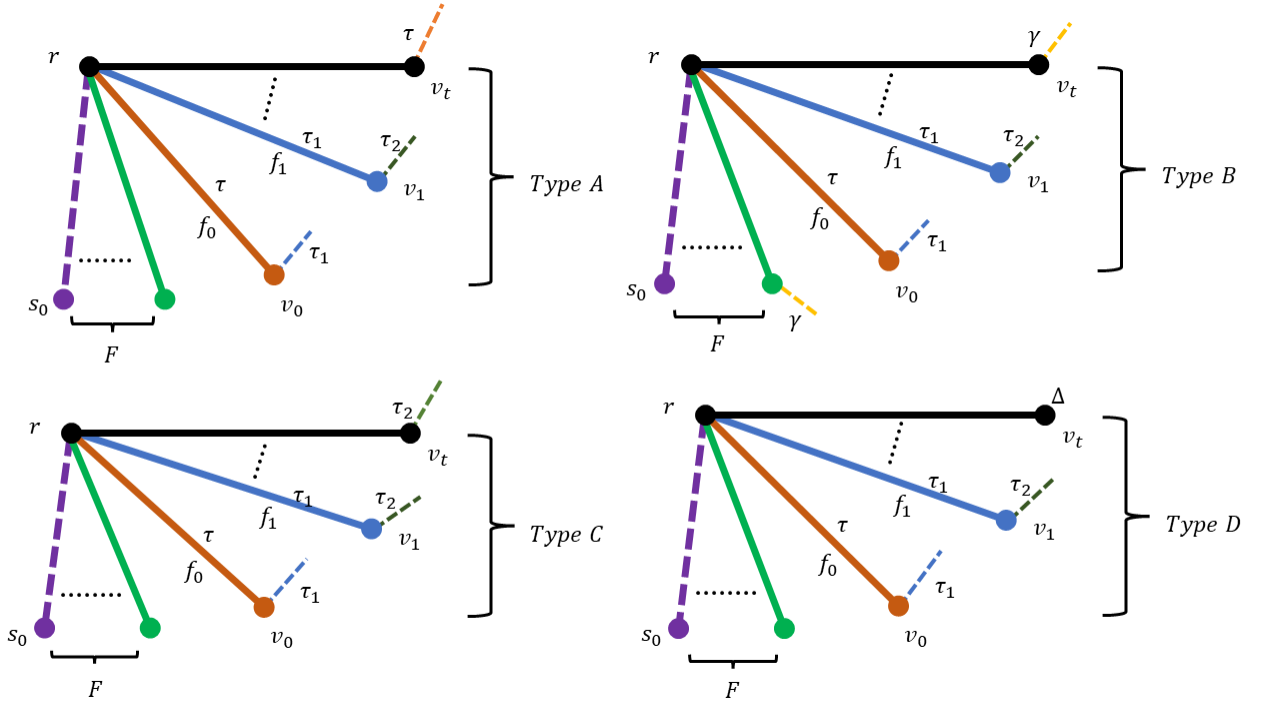 r τ v_t
τ_1 τ_2
f_1 v_1
τ
f_0 τ_1
s_0 v_0
F
Type A
r γ v_t
τ_1 τ_2
f_1 v_1
τ
f_0 τ_1
s_0 v_0
γ
F
Type B
r τ_2 v_t
τ_1 τ_2
f_1 v_1
τ
f_0 τ_1
s_0 v_0
F
Type C
r Δ v_t
τ_1 τ_2
f_1 v_1
τ
f_0 τ_1
s_0 v_0
F
Type D